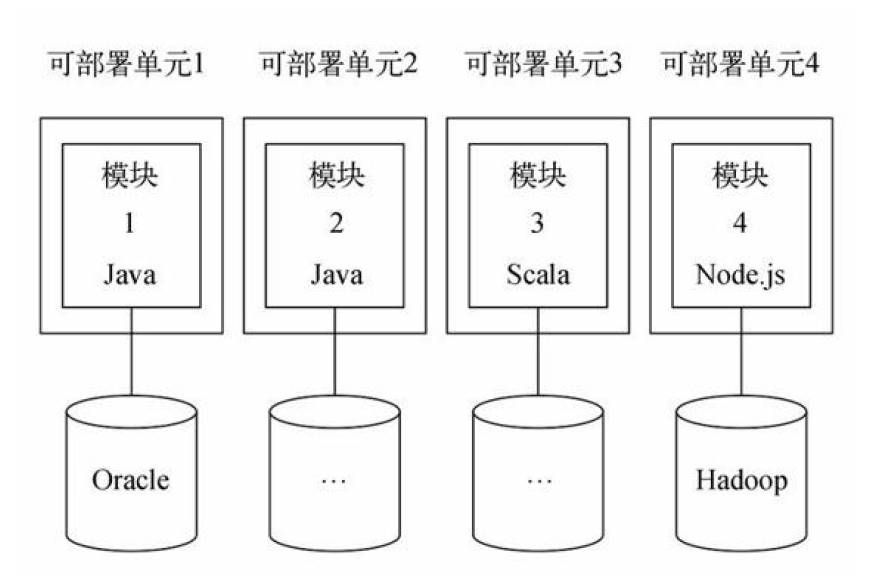 可部署单元1
可部署单元2
可部署单元3
可部署单元4
模块
1
Java
模块
2
Java
模块
3
Scala
模块
4
Node.js
Oracle
…
…
Hadoop